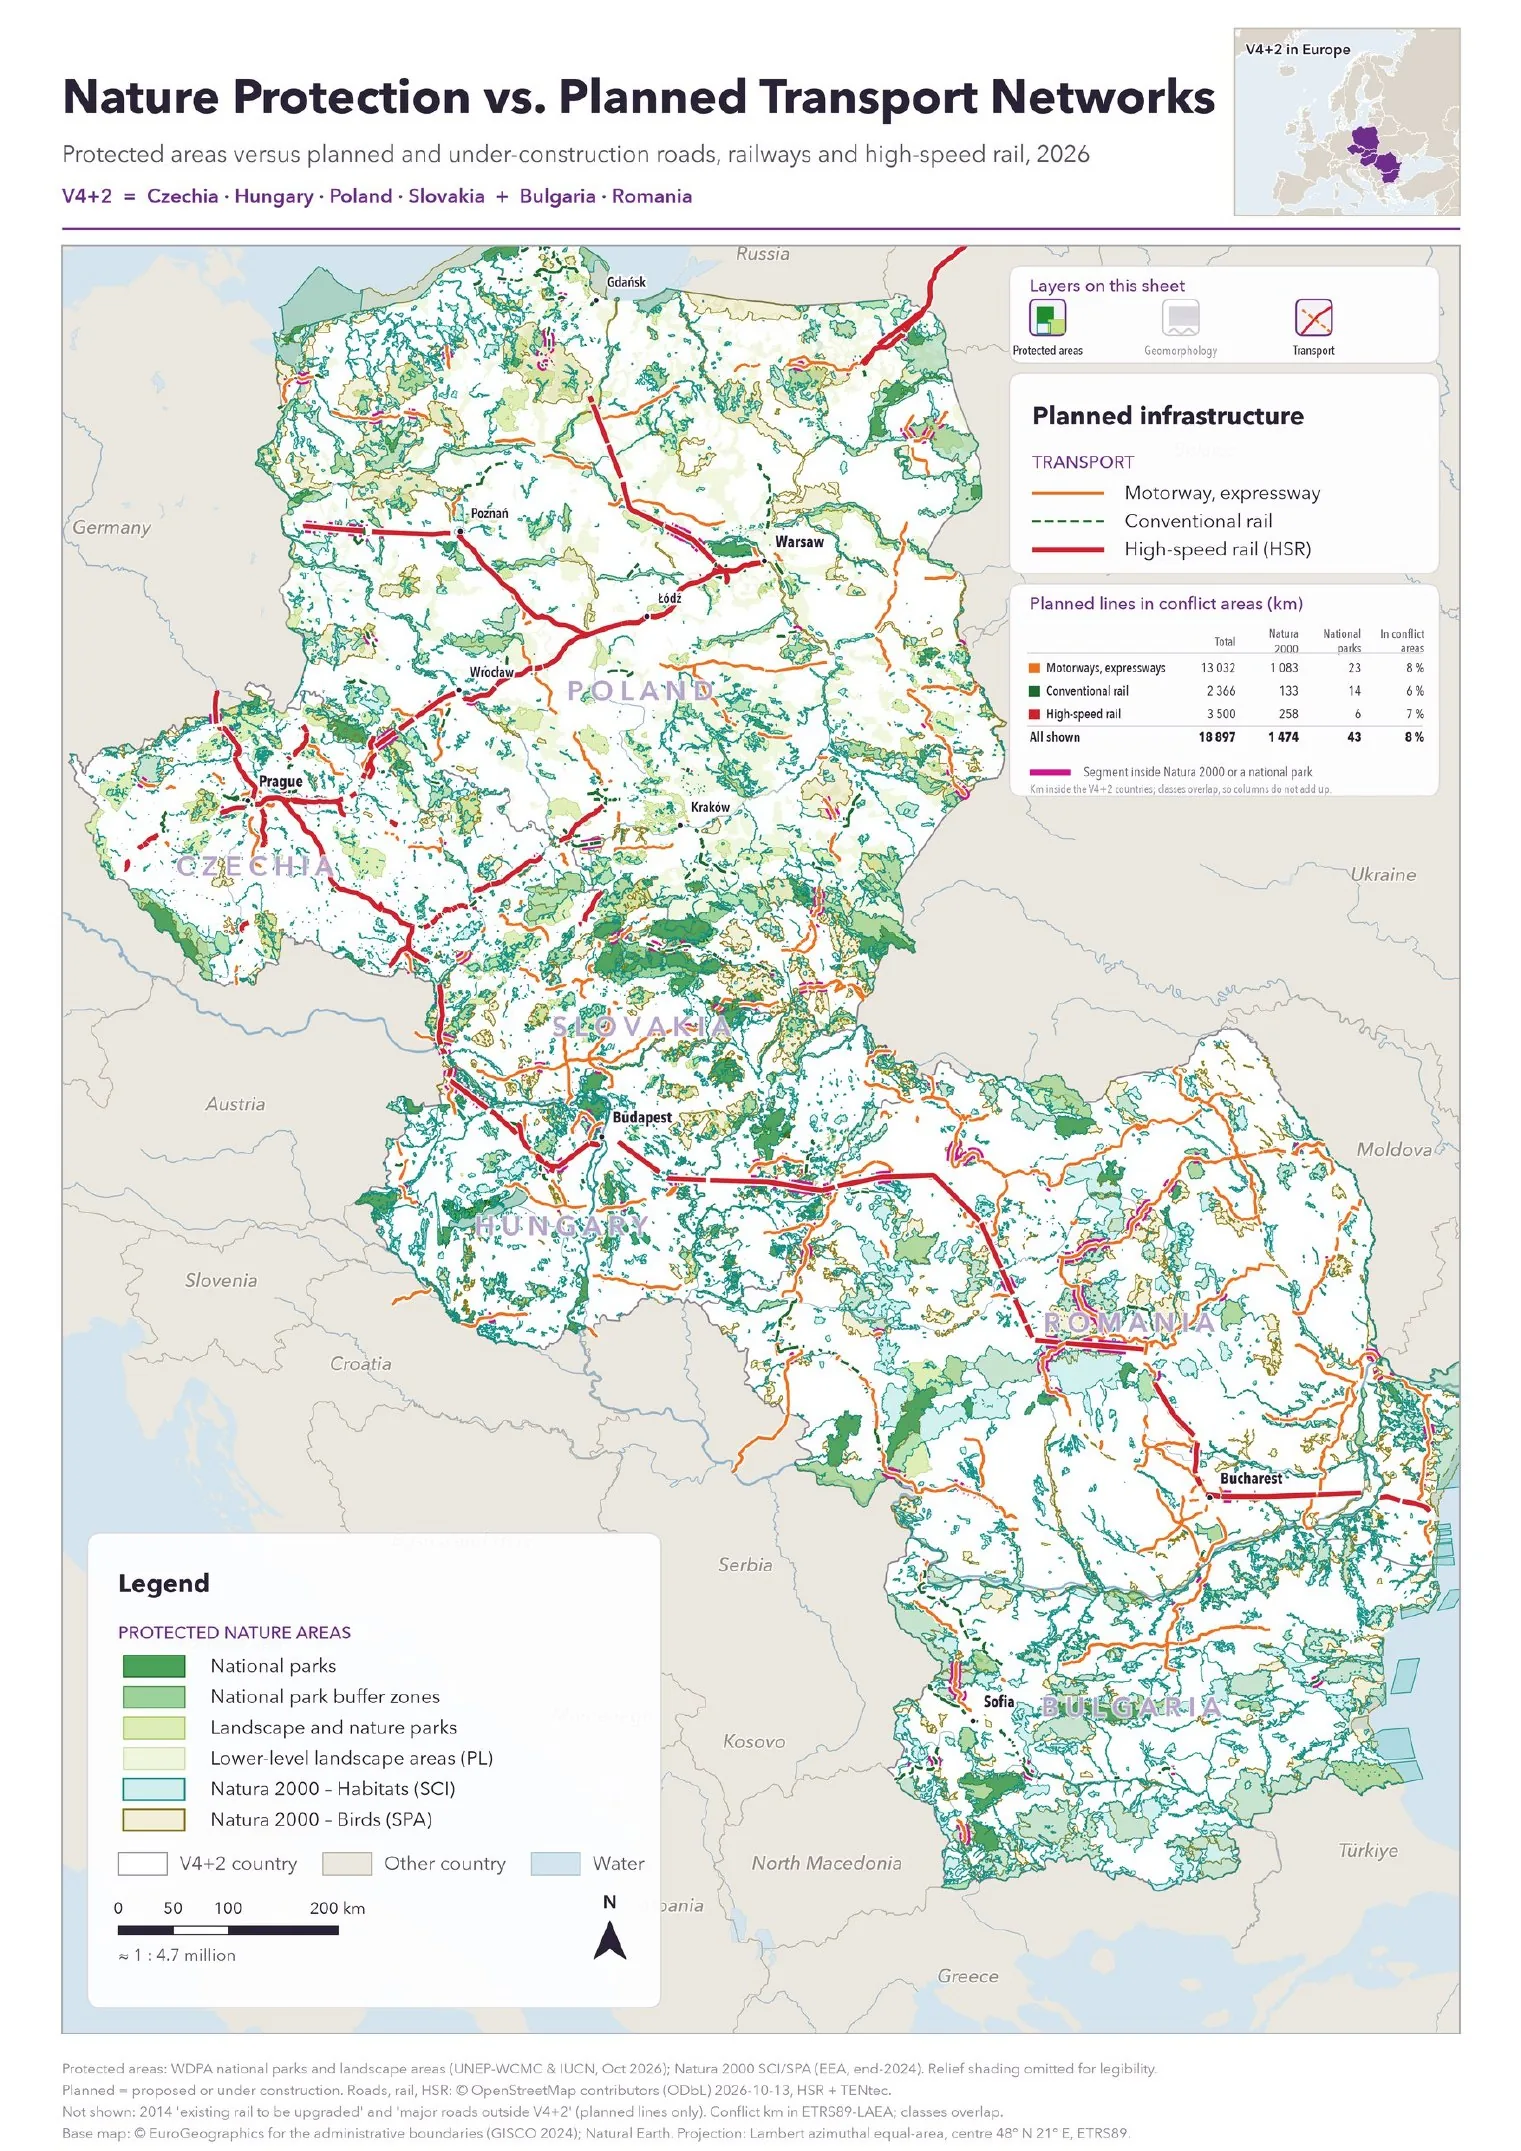 V4+2 in Europe
Nature Protection vs. Planned Transport Networks
Protected areas versus planned and under-construction roads, railways and high-speed rail, 2026
V4+2 = Czechia · Hungary · Poland · Slovakia + Bulgaria · Romania
Russia
Gdańsk
Layers on this sheet
Protected areas
Geomorphology
Transport
Planned infrastructure
TRANSPORT
Motorway, expressway
Conventional rail
High-speed rail (HSR)
Germany
Poznań
Warsaw
Łódź
Wrocław
POLAND
Planned lines in conflict areas (km)
Total Natura 2000 National parks In conflict areas
Motorways, expressways 13 032 1 083 23 8 %
Conventional rail 2 366 133 14 6 %
High-speed rail 3 500 258 6 7 %
All shown 18 897 1 474 43 8 %
Segment inside Natura 2000 or a national park
Km inside the V4+2 countries; classes overlap, so columns do not add up.
Prague
Kraków
CZECHIA
Ukraine
SLOVAKIA
Austria
Budapest
Moldova
HUNGARY
Slovenia
ROMANIA
Croatia
Bucharest
Serbia
Sofia
BULGARIA
Kosovo
North Macedonia
Türkiye
bania
Greece
Legend
PROTECTED NATURE AREAS
National parks
National park buffer zones
Landscape and nature parks
Lower-level landscape areas (PL)
Natura 2000 – Habitats (SCI)
Natura 2000 – Birds (SPA)
V4+2 country Other country Water
0 50 100 200 km
N
≈ 1 : 4.7 million
Protected areas: WDPA national parks and landscape areas (UNEP-WCMC & IUCN, Oct 2026); Natura 2000 SCI/SPA (EEA, end-2024). Relief shading omitted for legibility.
Planned = proposed or under construction. Roads, rail, HSR: © OpenStreetMap contributors (ODbL) 2026-10-13, HSR + TENtec.
Not shown: 2014 'existing rail to be upgraded' and 'major roads outside V4+2' (planned lines only). Conflict km in ETRS89-LAEA; classes overlap.
Base map: © EuroGeographics for the administrative boundaries (GISCO 2024); Natural Earth. Projection: Lambert azimuthal equal-area, centre 48° N 21° E, ETRS89.